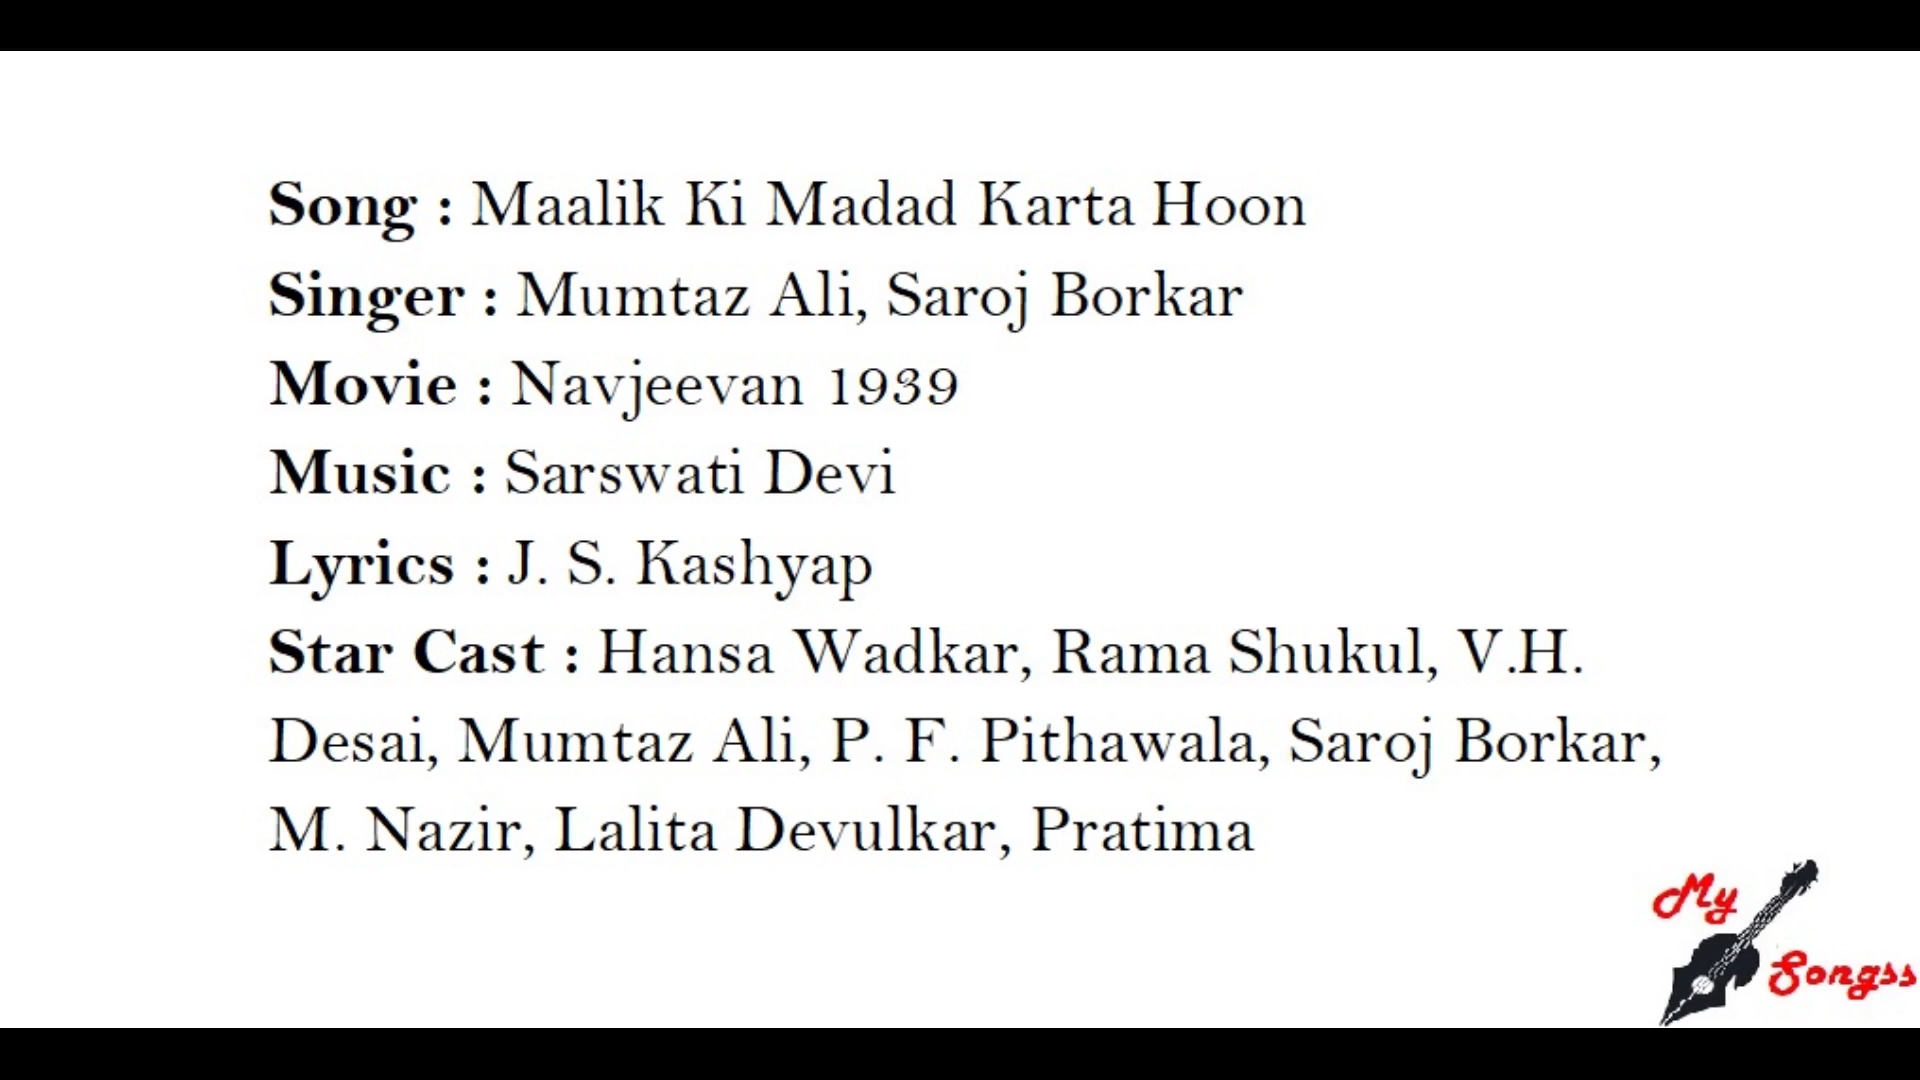 Song : Maalik Ki Madad Karta Hoon
Singer : Mumtaz Ali, Saroj Borkar
Movie : Navjeevan 1939
Music : Sarswati Devi
Lyrics : J. S. Kashyap
Star Cast : Hansa Wadkar, Rama Shukul, V.H.
Desai, Mumtaz Ali, P. F. Pithawala, Saroj Borkar,
M. Nazir, Lalita Devulkar, Pratima
My
Songss